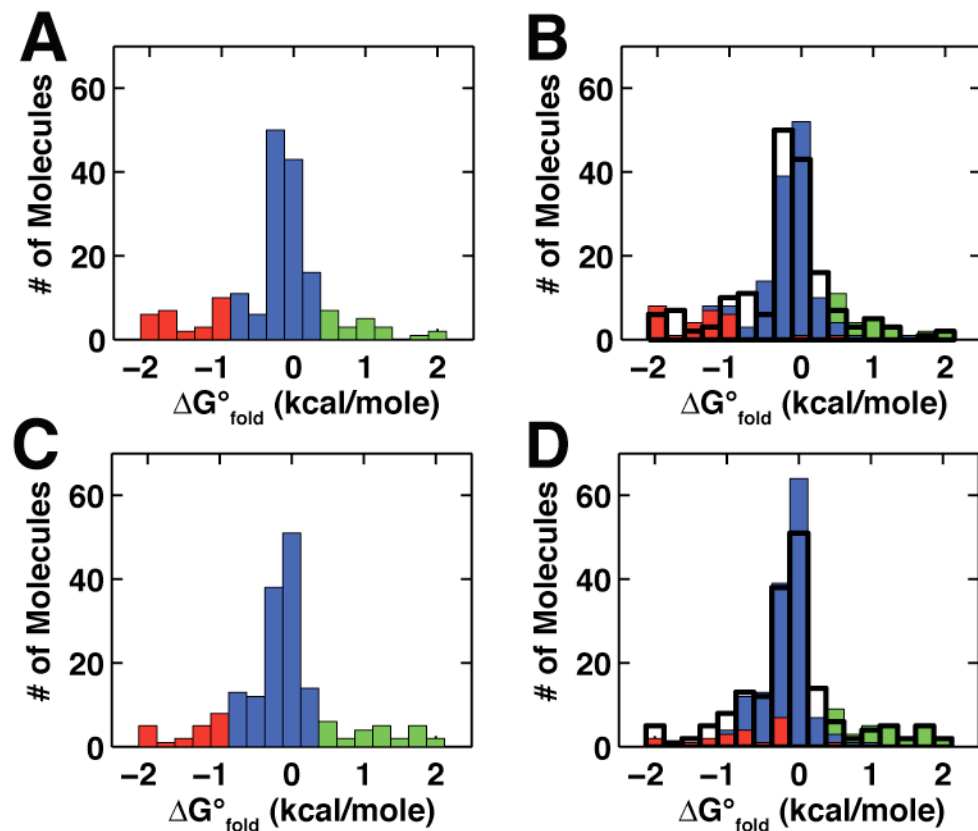 A
# of Molecules
60
40
20
0
−2 −1 0 1 2
ΔG°fold (kcal/mole)
B
# of Molecules
60
40
20
0
−2 −1 0 1 2
ΔG°fold (kcal/mole)
C
# of Molecules
60
40
20
0
−2 −1 0 1 2
ΔG°fold (kcal/mole)
D
# of Molecules
60
40
20
0
−2 −1 0 1 2
ΔG°fold (kcal/mole)